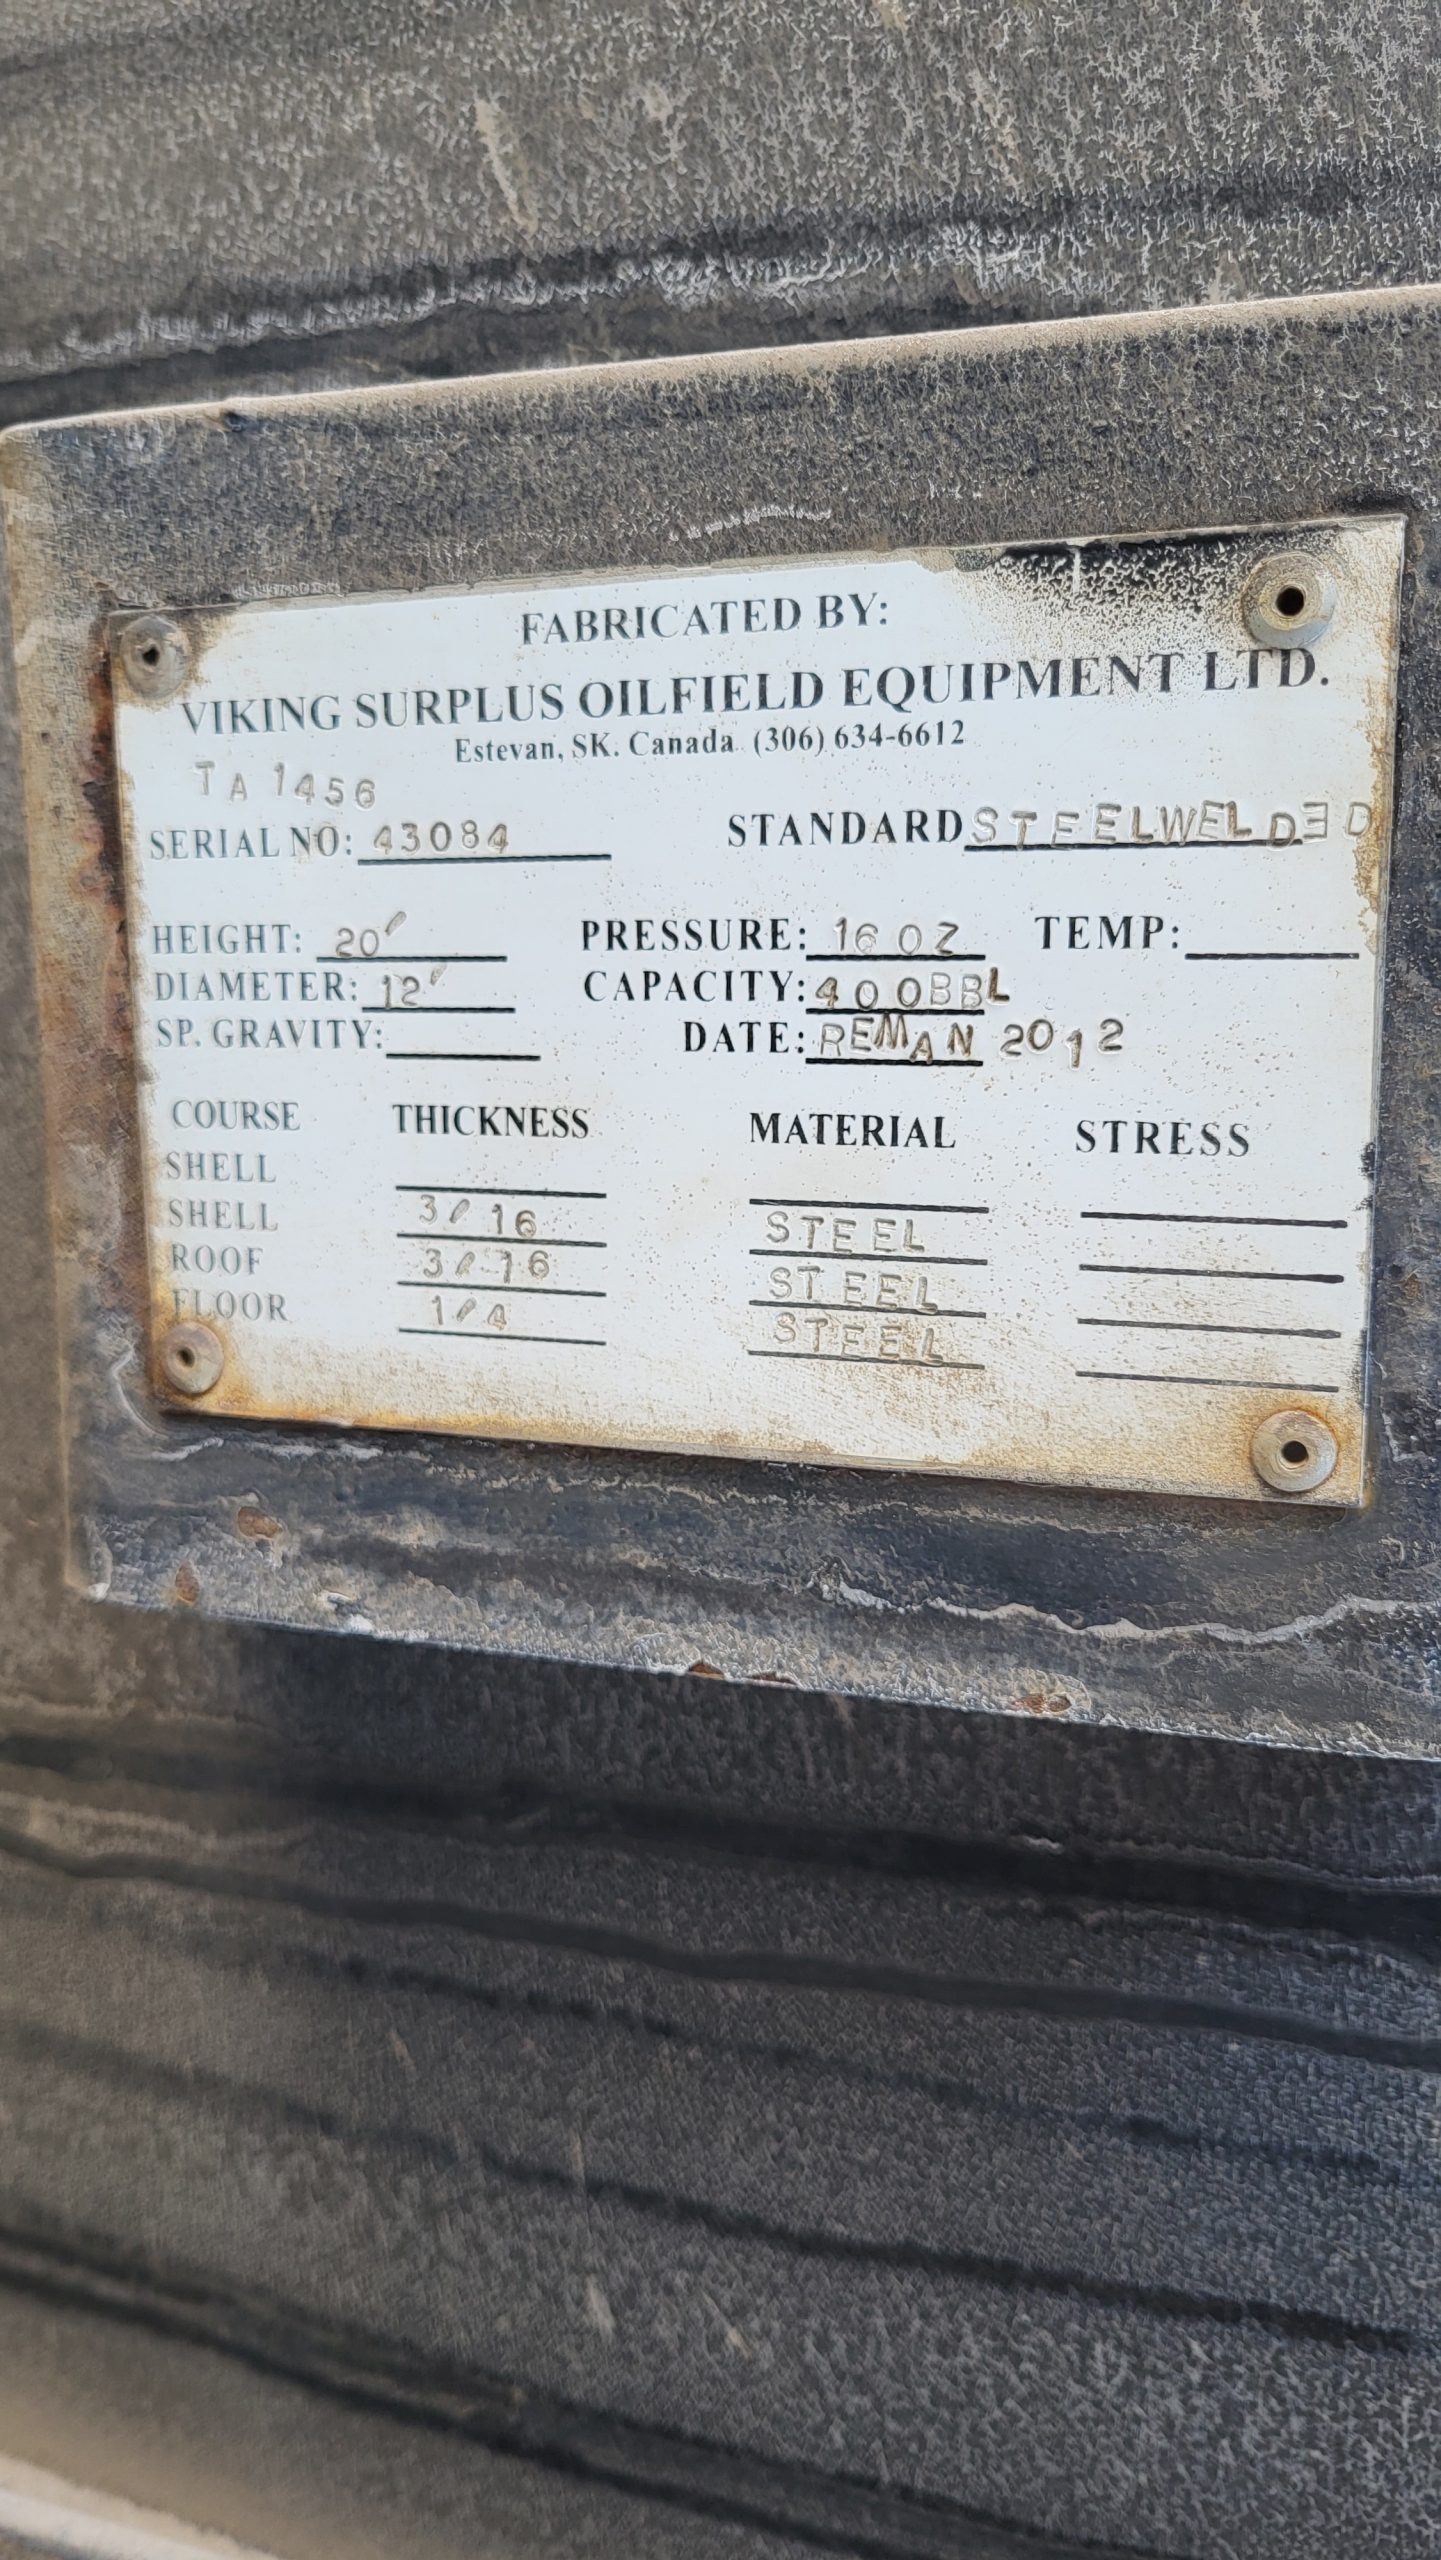 FABRICATED BY:
VIKING SURPLUS OILFIELD EQUIPMENT LTD.
Estevan, SK. Canada (306) 634-6612
TA 1456
SERIAL NO: 43084 STANDARD STEELWELDED
HEIGHT: 20' PRESSURE: 16 OZ TEMP:
DIAMETER: 12' CAPACITY: 400BBL
SP. GRAVITY: DATE: REMAN 2012
COURSE THICKNESS MATERIAL STRESS
SHELL
SHELL 3/16 STEEL
ROOF 3/16 STEEL
FLOOR 1/4 STEEL